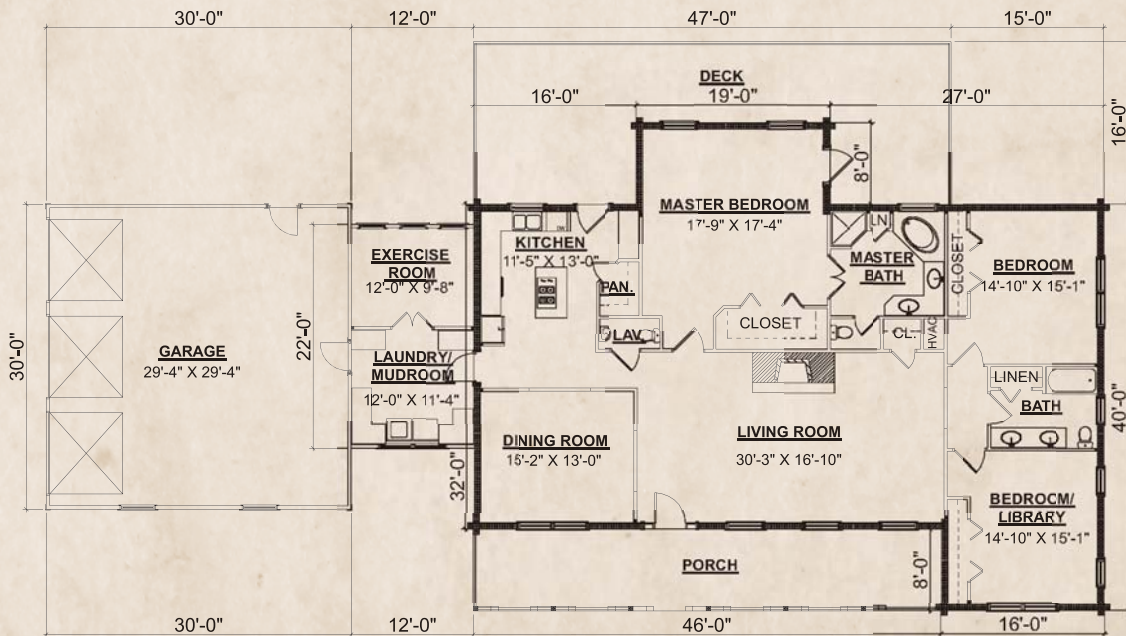 30'-0" 12'-0" 47'-0" 15'-0"
DECK
16'-0" 19'-0" 27'-0"
16'-0"
8'-0"
MASTER BEDROOM
17'-9" X 17'-4"
LN
KITCHEN
11'-5" X 13'-0"
EXERCISE
ROOM
12'-0" X 9'-8"
MASTER
BATH
CLOSET
BEDROOM
14'-10" X 15'-1"
PAN.
CLOSET
LAV.
CL.
HVAC
22'-0"
30'-0"
GARAGE
29'-4" X 29'-4"
LAUNDRY/
MUDROOM
12'-0" X 11'-4"
LINEN
BATH
40'-0"
DINING ROOM
15'-2" X 13'-0"
LIVING ROOM
30'-3" X 16'-10"
32'-0"
BEDROOM/
LIBRARY
14'-10" X 15'-1"
PORCH
8'-0"
30'-0" 12'-0" 46'-0" 16'-0"